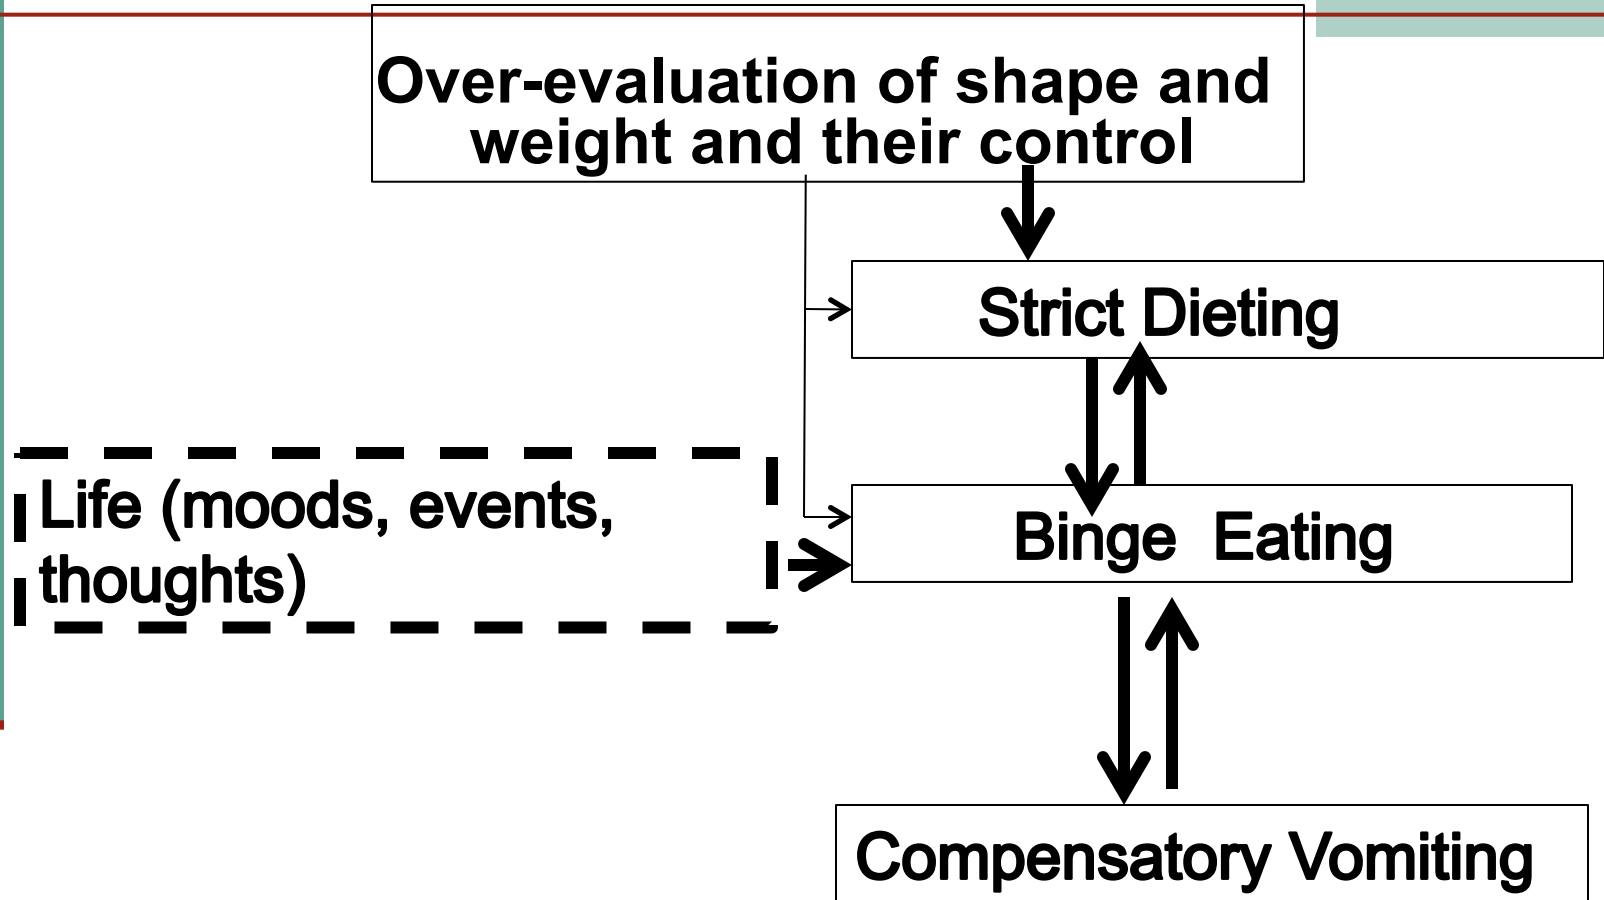 Over-evaluation of shape and
weight and their control
Strict Dieting
Life (moods, events,
thoughts)
Binge  Eating
Compensatory Vomiting